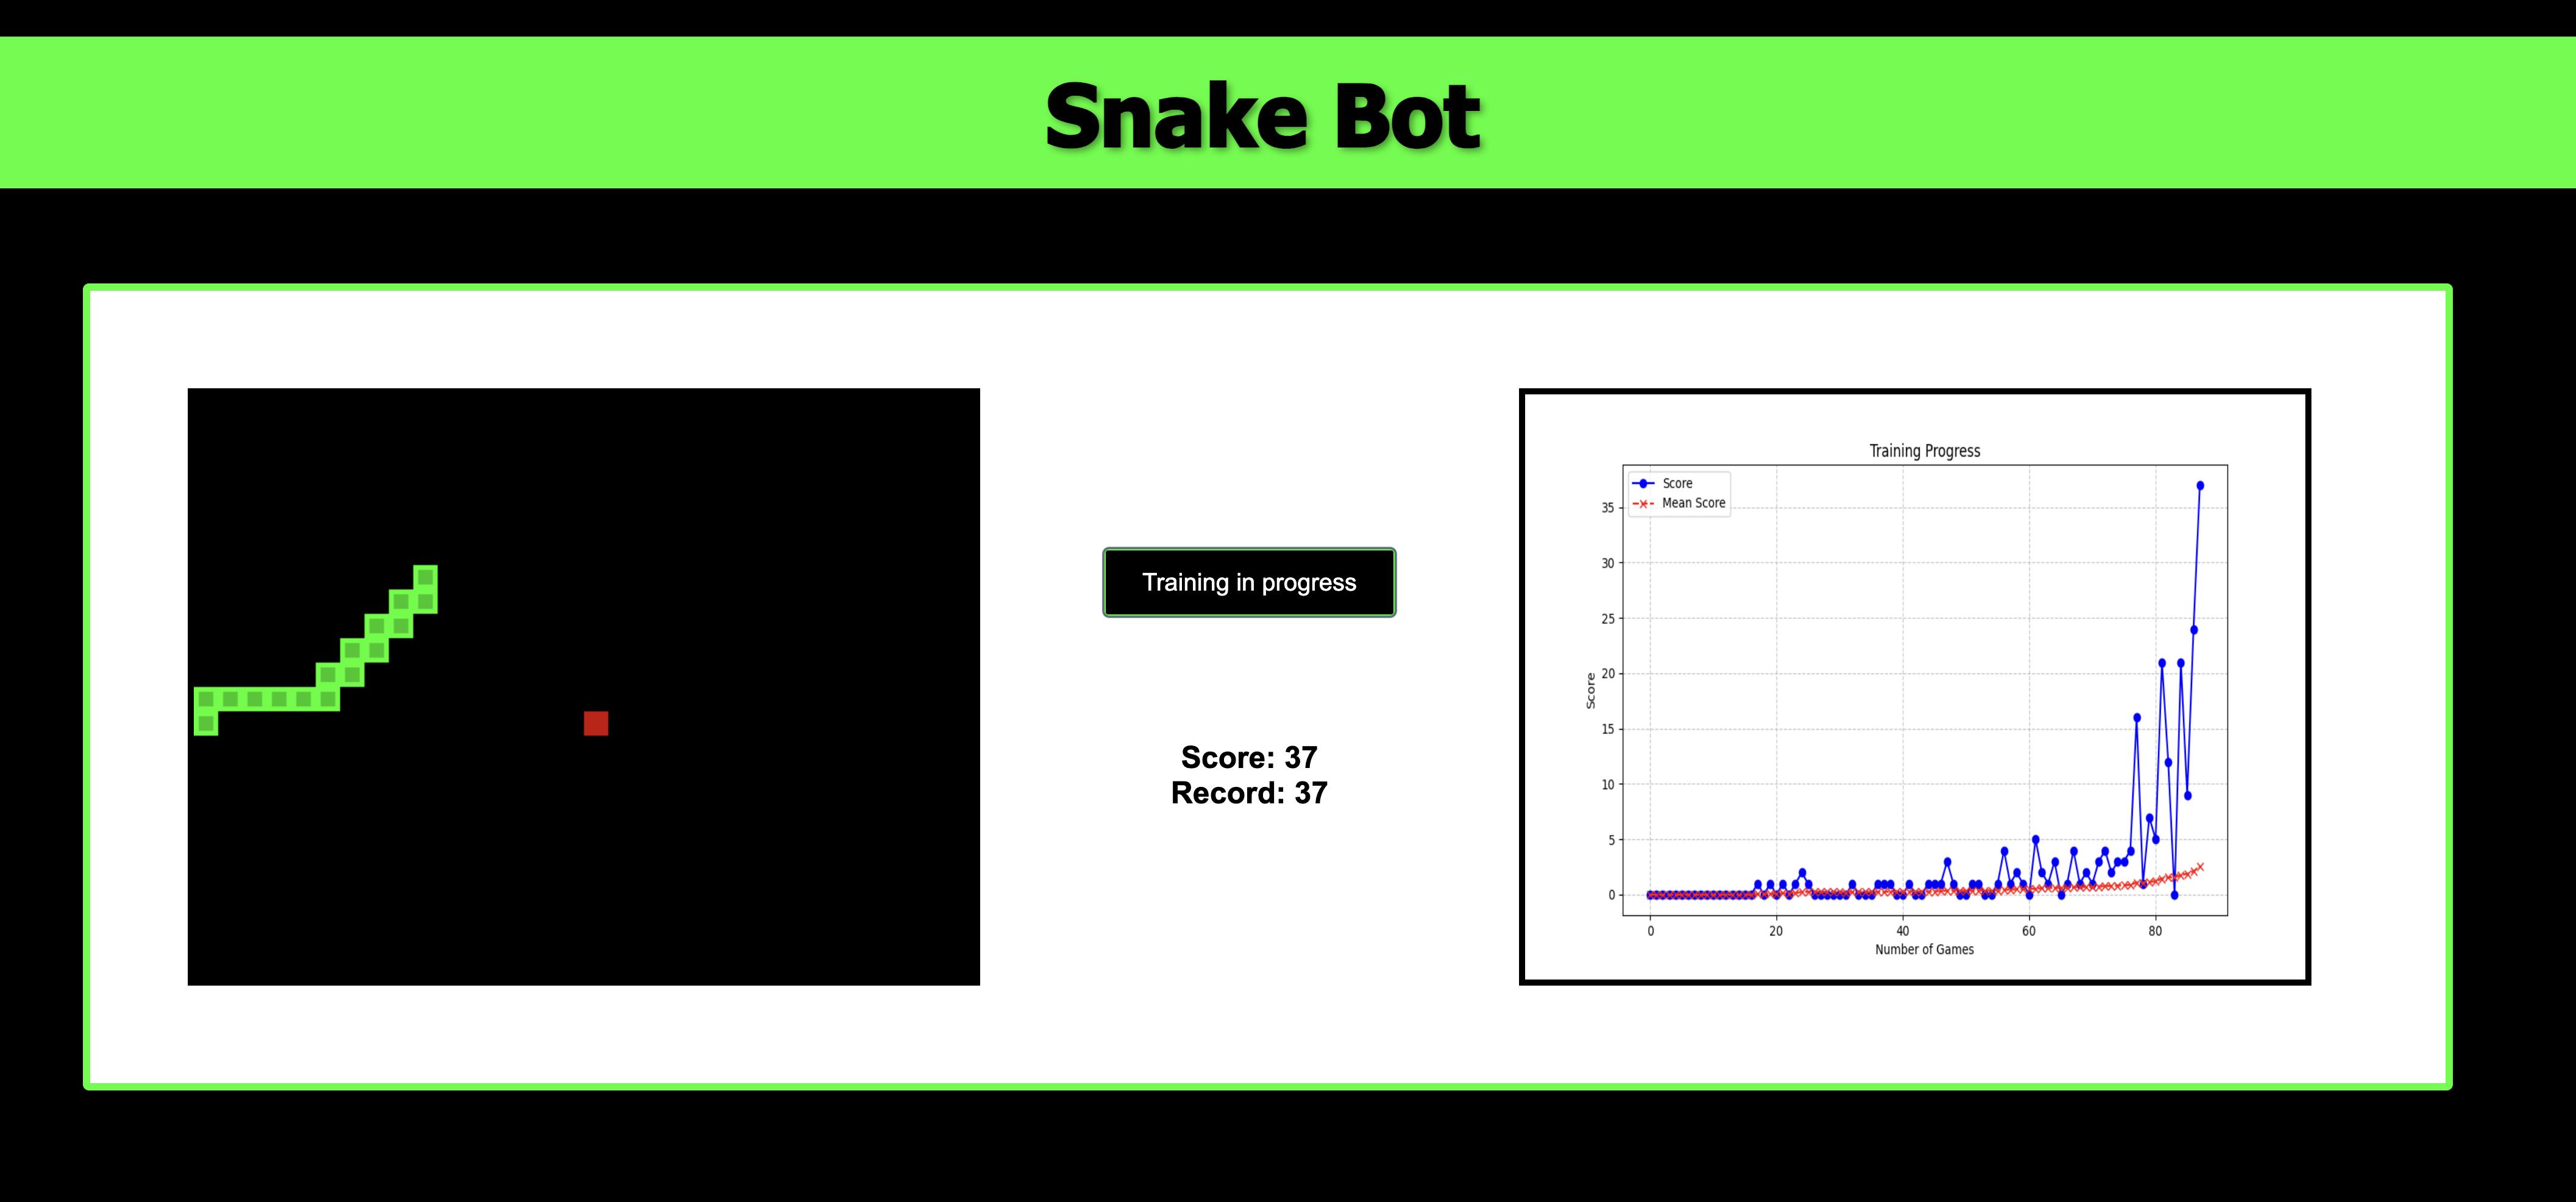 Snake Bot
Training in progress
Score: 37
Record: 37
Training Progress
Score
Mean Score
35
30
25
20
15
10
5
0
Score
0 20 40 60 80
Number of Games